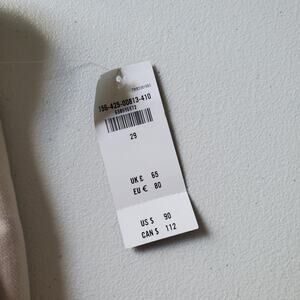 156-425-00813-410
29
UK £ 65
EU € 80
US $ 90
CAN $ 112